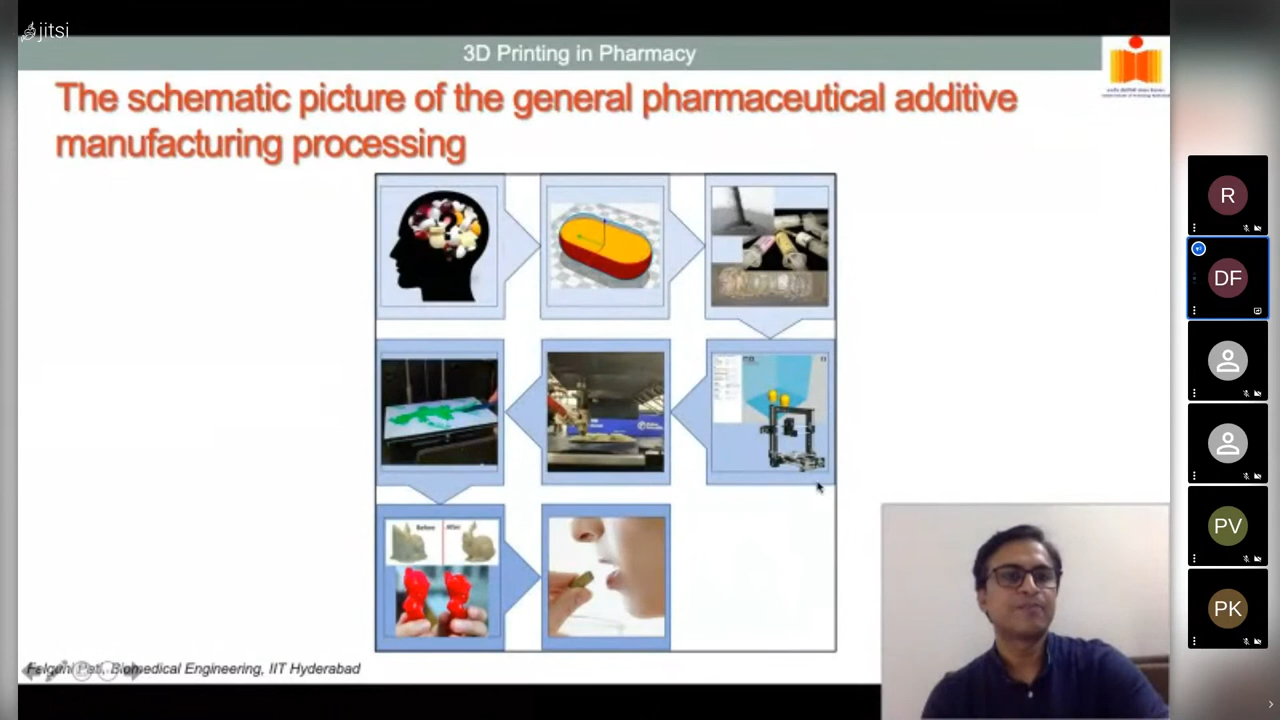 jitsi
3D Printing in Pharmacy
The schematic picture of the general pharmaceutical additive
manufacturing processing
R
DF
Before After
PV
PK
Biomedical Engineering, IIT Hyderabad